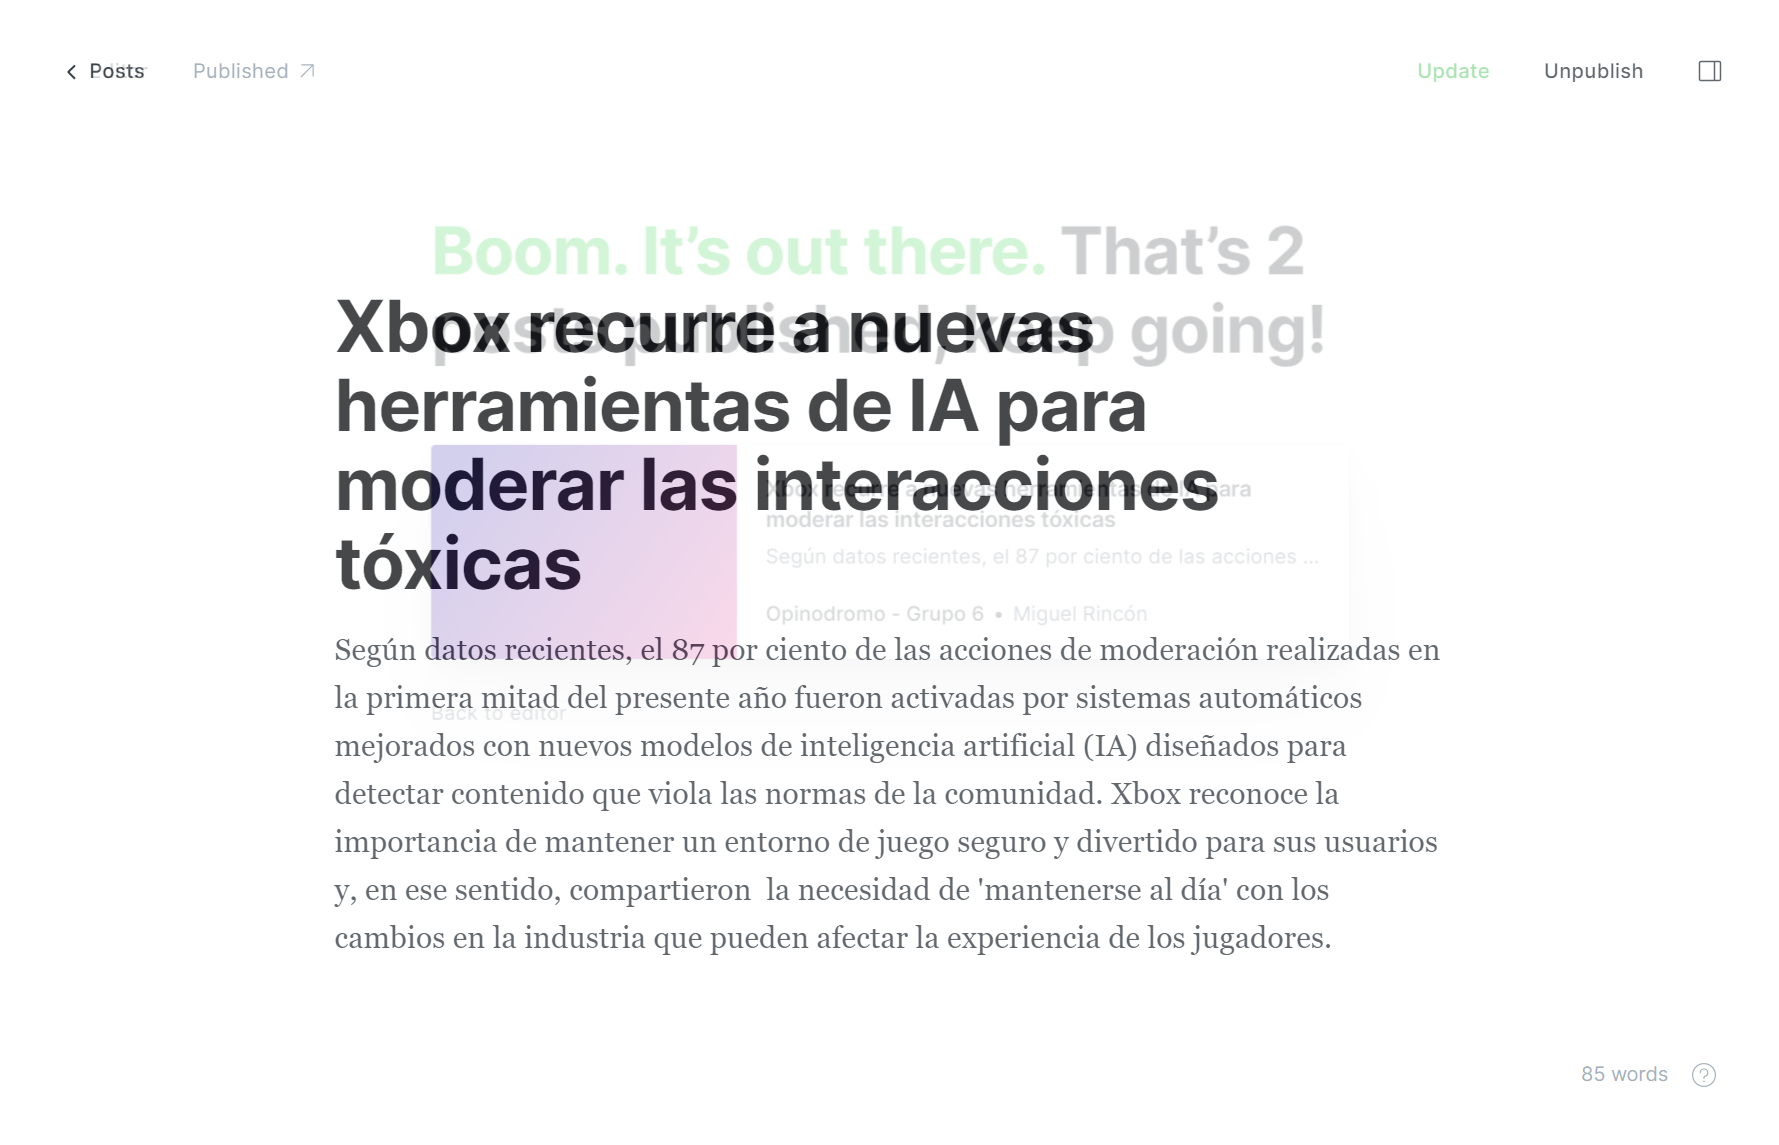 Posts
Editor
Published
Update
Unpublish
Boom. It’s out there. That’s 2
posts published, keep going!
Xbox recurre a nuevas
herramientas de IA para
moderar las interacciones
tóxicas
Xbox recurre a nuevas herramientas de IA para
moderar las interacciones tóxicas
Según datos recientes, el 87 por ciento de las acciones ...
Opinodromo - Grupo 6 • Miguel Rincón
Back to editor
Según datos recientes, el 87 por ciento de las acciones de moderación realizadas en
la primera mitad del presente año fueron activadas por sistemas automáticos
mejorados con nuevos modelos de inteligencia artificial (IA) diseñados para
detectar contenido que viola las normas de la comunidad. Xbox reconoce la
importancia de mantener un entorno de juego seguro y divertido para sus usuarios
y, en ese sentido, compartieron  la necesidad de 'mantenerse al día' con los
cambios en la industria que pueden afectar la experiencia de los jugadores.
85 words
?